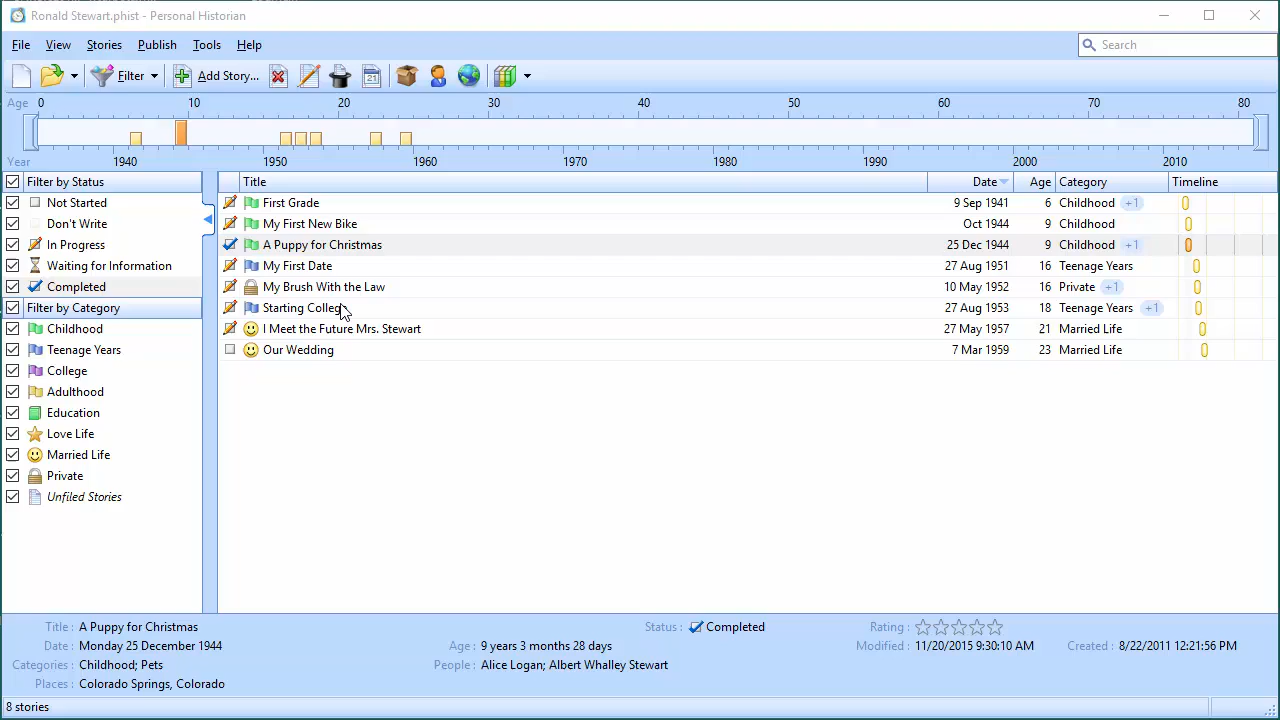 Ronald Stewart.phist - Personal Historian
File View Stories Publish Tools Help
Search
Filter Add Story... 21
Age 0 10 20 30 40 50 60 70 80
Year 1940 1950 1960 1970 1980 1990 2000 2010
Filter by Status
Not Started
Don't Write
In Progress
Waiting for Information
Completed
Filter by Category
Childhood
Teenage Years
College
Adulthood
Education
Love Life
Married Life
Private
Unfiled Stories
Title Date Age Category Timeline
First Grade 9 Sep 1941 6 Childhood +1
My First New Bike Oct 1944 9 Childhood
A Puppy for Christmas 25 Dec 1944 9 Childhood +1
My First Date 27 Aug 1951 16 Teenage Years
My Brush With the Law 10 May 1952 16 Private +1
Starting College 27 Aug 1953 18 Teenage Years +1
I Meet the Future Mrs. Stewart 27 May 1957 21 Married Life
Our Wedding 7 Mar 1959 23 Married Life
Title : A Puppy for Christmas Status : Completed Rating :
Date : Monday 25 December 1944 Age : 9 years 3 months 28 days Modified : 11/20/2015 9:30:10 AM Created : 8/22/2011 12:21:56 PM
Categories : Childhood; Pets People : Alice Logan; Albert Whalley Stewart
Places : Colorado Springs, Colorado
8 stories